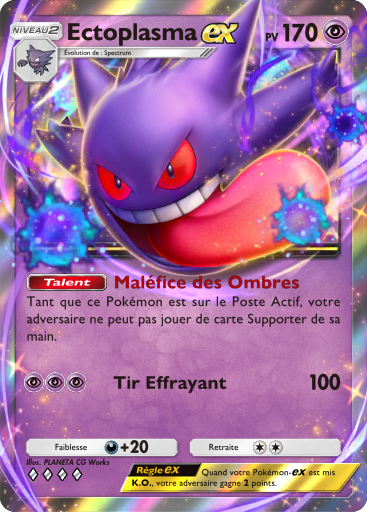 NIVEAU 2
Ectoplasma ex PV 170
Évolution de : Spectrum
Talent Maléfice des Ombres
Tant que ce Pokémon est sur le Poste Actif, votre
adversaire ne peut pas jouer de carte Supporter de sa
main.
Tir Effrayant 100
Faiblesse +20 Retraite
Illus. PLANETA CG Works
Règle ex Quand votre Pokémon-ex est mis
K.O., votre adversaire gagne 2 points.